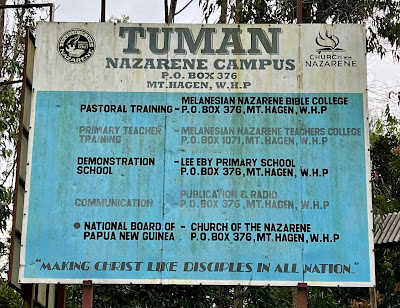 TUMAN
NAZARENE CAMPUS
P.O. BOX 376
MT. HAGEN, W.H.P
CHURCH OF THE
NAZARENE
PASTORAL TRAINING – MELANESIAN NAZARENE BIBLE COLLEGE
P.O BOX 376, MT. HAGEN, W.H.P
PRIMARY TEACHER – MELANESIAN NAZARENE TEACHERS COLLEGE
TRAINING P.O. BOX 1071, MT. HAGEN, W.H.P
DEMONSTRATION – LEE EBY PRIMARY SCHOOL
SCHOOL P.O. BOX 376, MT. HAGEN, W.H.P
PUBLICATION & RADIO
COMMUNICATION – P.O. BOX 376, MT. HAGEN, W.H.P
NATIONAL BOARD OF – CHURCH OF THE NAZARENE
PAPUA NEW GUINEA P.O. BOX 376, MT. HAGEN, W.H.P
"MAKING CHRIST LIKE DISCIPLES IN ALL NATION."